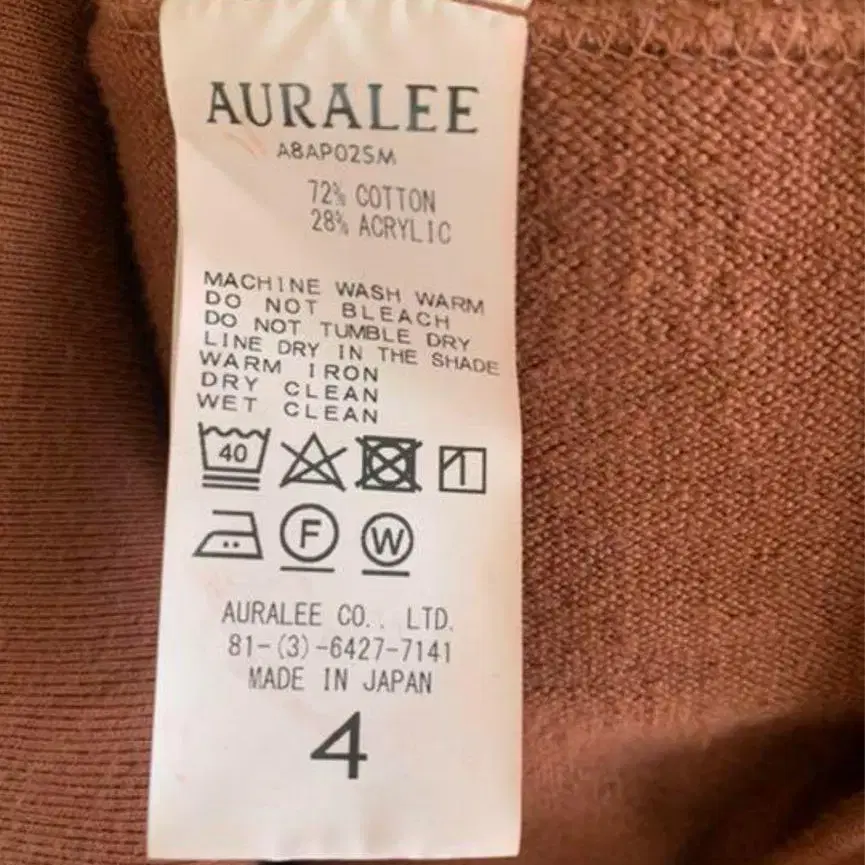 AURALEE
A8AP02SM
72% COTTON
28% ACRYLIC
MACHINE WASH WARM
DO NOT BLEACH
DO NOT TUMBLE DRY
LINE DRY IN THE SHADE
WARM IRON
DRY CLEAN
WET CLEAN
40
F W
AURALEE CO., LTD.
81-(3)-6427-7141
MADE IN JAPAN
4